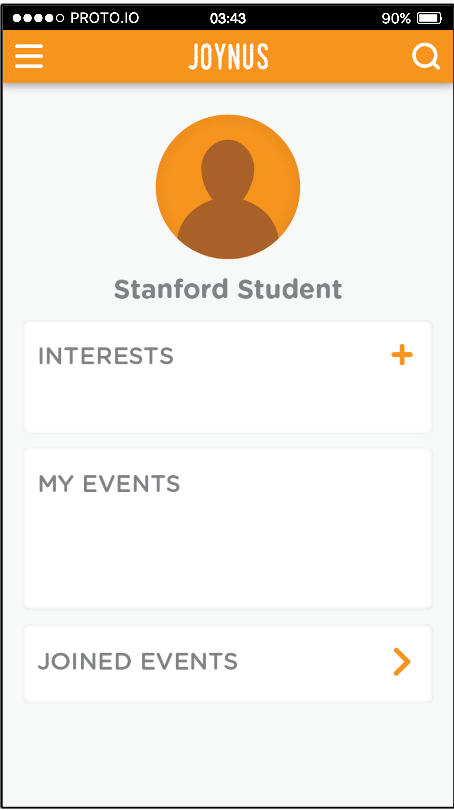 PROTO.IO 03:43 90%
JOYNUS
Stanford Student
INTERESTS
MY EVENTS
JOINED EVENTS